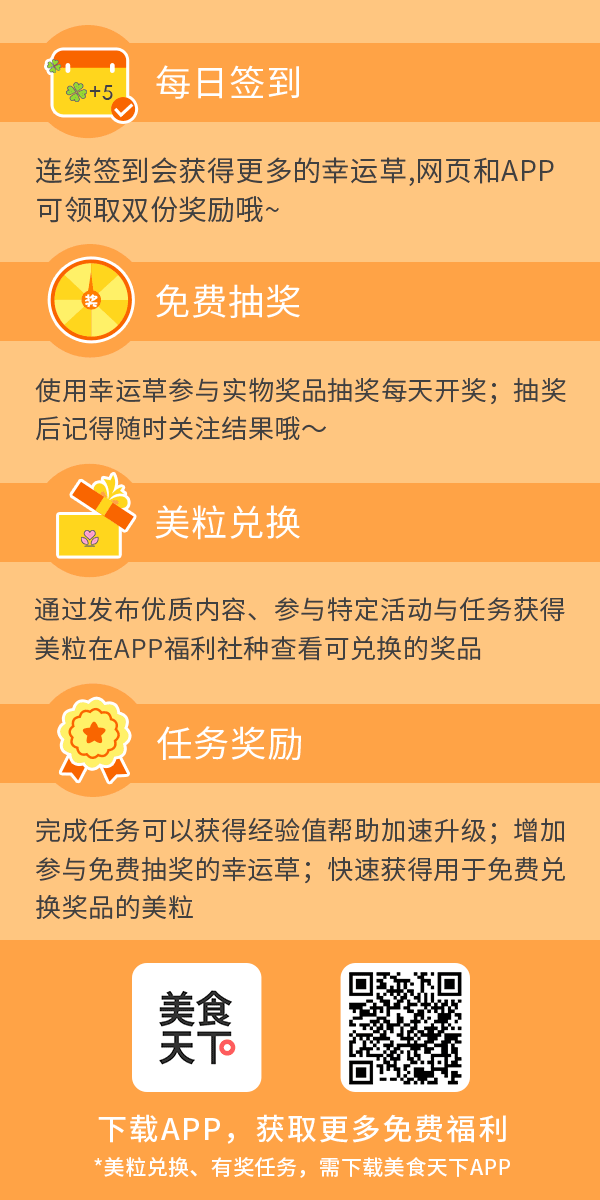 +5
每日签到
连续签到会获得更多的幸运草,网页和APP
可领取双份奖励哦~
奖
免费抽奖
使用幸运草参与实物奖品抽奖每天开奖；抽奖
后记得随时关注结果哦～
美粒兑换
通过发布优质内容、参与特定活动与任务获得
美粒在APP福利社种查看可兑换的奖品
任务奖励
完成任务可以获得经验值帮助加速升级；增加
参与免费抽奖的幸运草；快速获得用于免费兑
换奖品的美粒
美食
天下
下载APP，获取更多免费福利
*美粒兑换、有奖任务，需下载美食天下APP